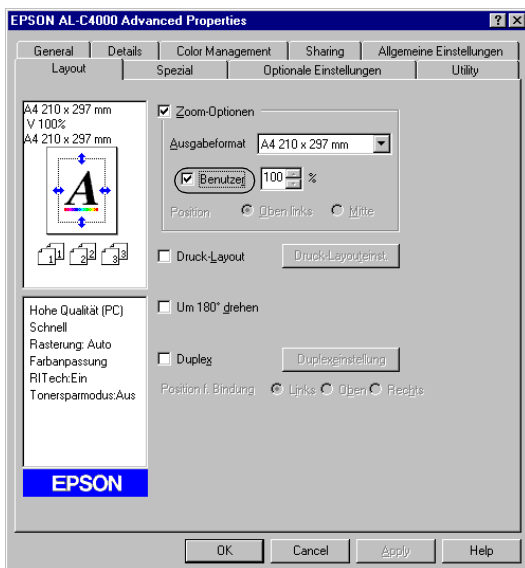 EPSON AL-C4000 Advanced Properties
General Details Color Management Sharing Allgemeine Einstellungen
Layout Spezial Optionale Einstellungen Utility
A4 210 x 297 mm
V 100%
A4 210 x 297 mm
A
1 1 2 2 3 3
Zoom-Optionen
Ausgabeformat A4 210 x 297 mm
Benutzer 100 %
Position Oben links Mitte
Druck-Layout Druck-Layouteinst.
Um 180° drehen
Duplex Duplexeinstellung
Position f. Bindung Links Oben Rechts
Hohe Qualität (PC)
Schnell
Rasterung: Auto
Farbanpassung
RITech:Ein
Tonersparmodus:Aus
EPSON
OK Cancel Apply Help